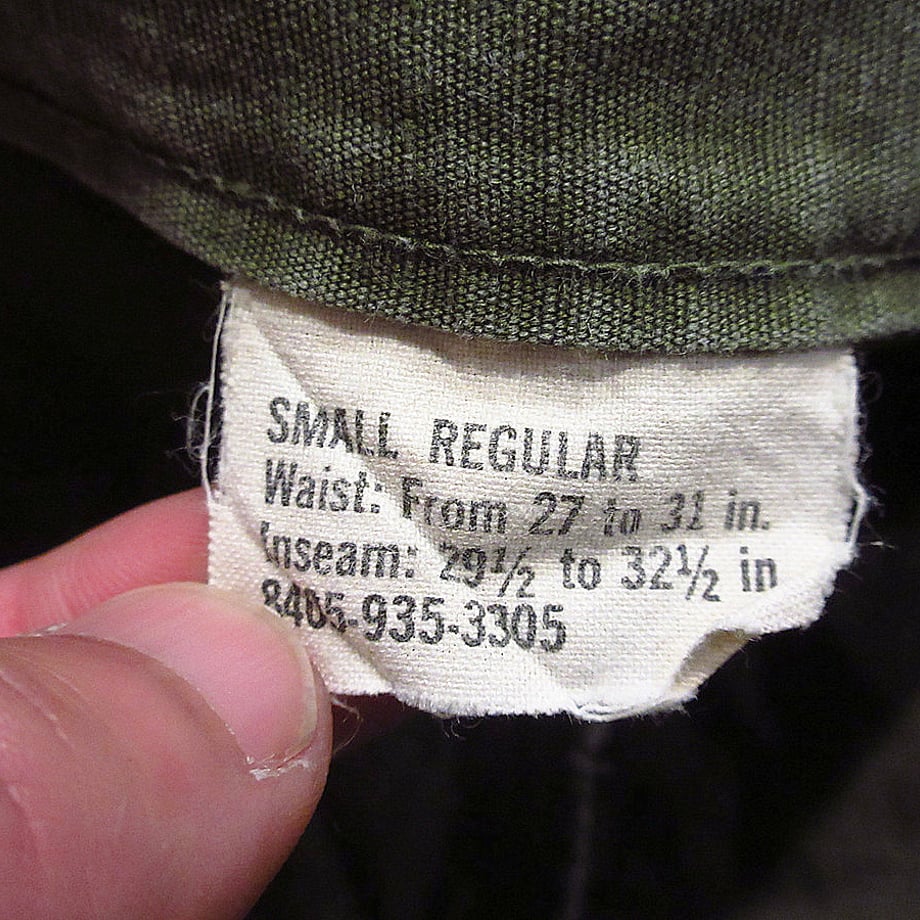 SMALL REGULAR
Waist: From 27 to 31 in.
Inseam: 29½ to 32½ in
8405-935-3305